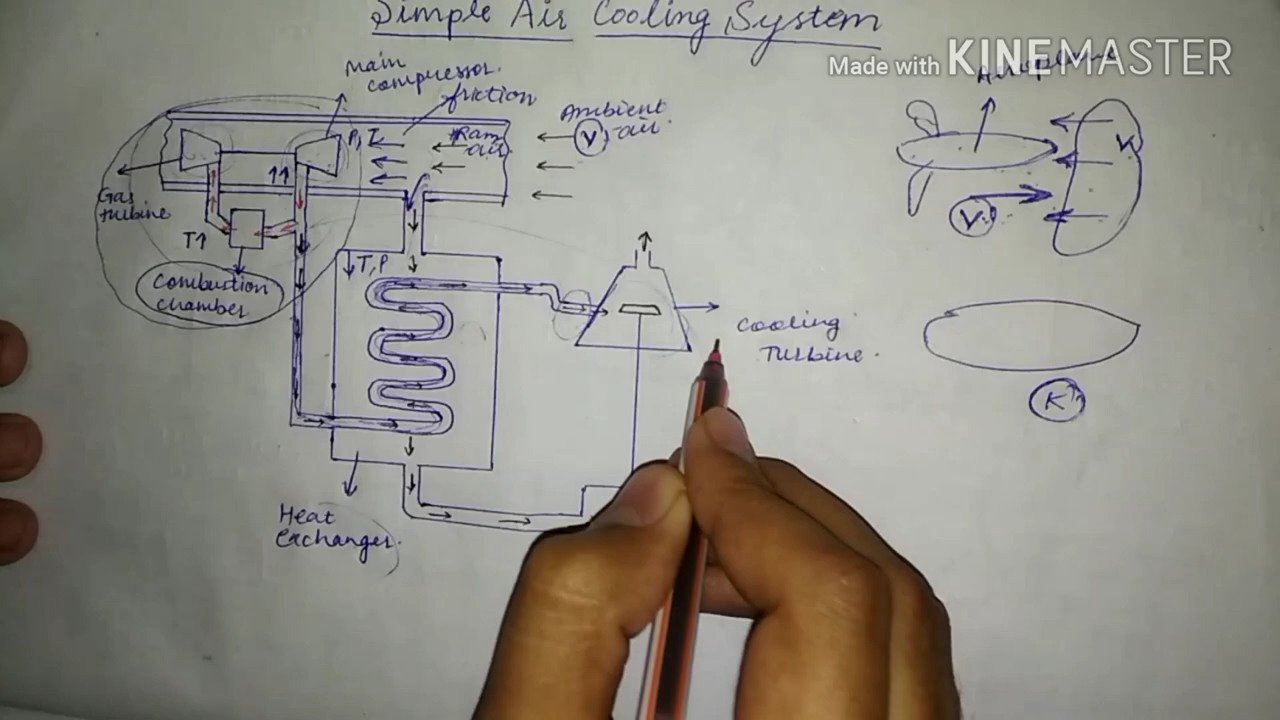 Simple Air Cooling System
Made with KINEMASTER
Aeroplane
Main
compressor.
friction
Ambient
air.
V
Ram
air
P, T
V
Gas
turbine
↑↑
V
T↑
↓T, P
Combustion
chamber
Cooling
Turbine.
K
Heat
exchanger.